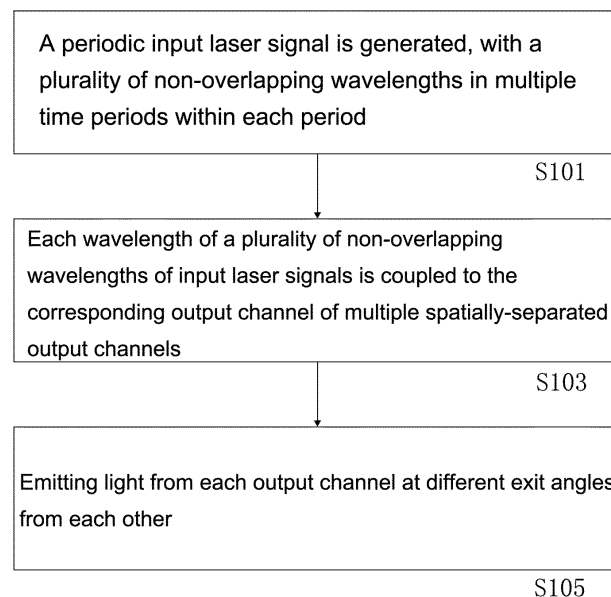 A periodic input laser signal is generated, with a
plurality of non-overlapping wavelengths in multiple
time periods within each period
S101
Each wavelength of a plurality of non-overlapping
wavelengths of input laser signals is coupled to the
corresponding output channel of multiple spatially-separated
output channels
S103
Emitting light from each output channel at different exit angles
from each other
S105